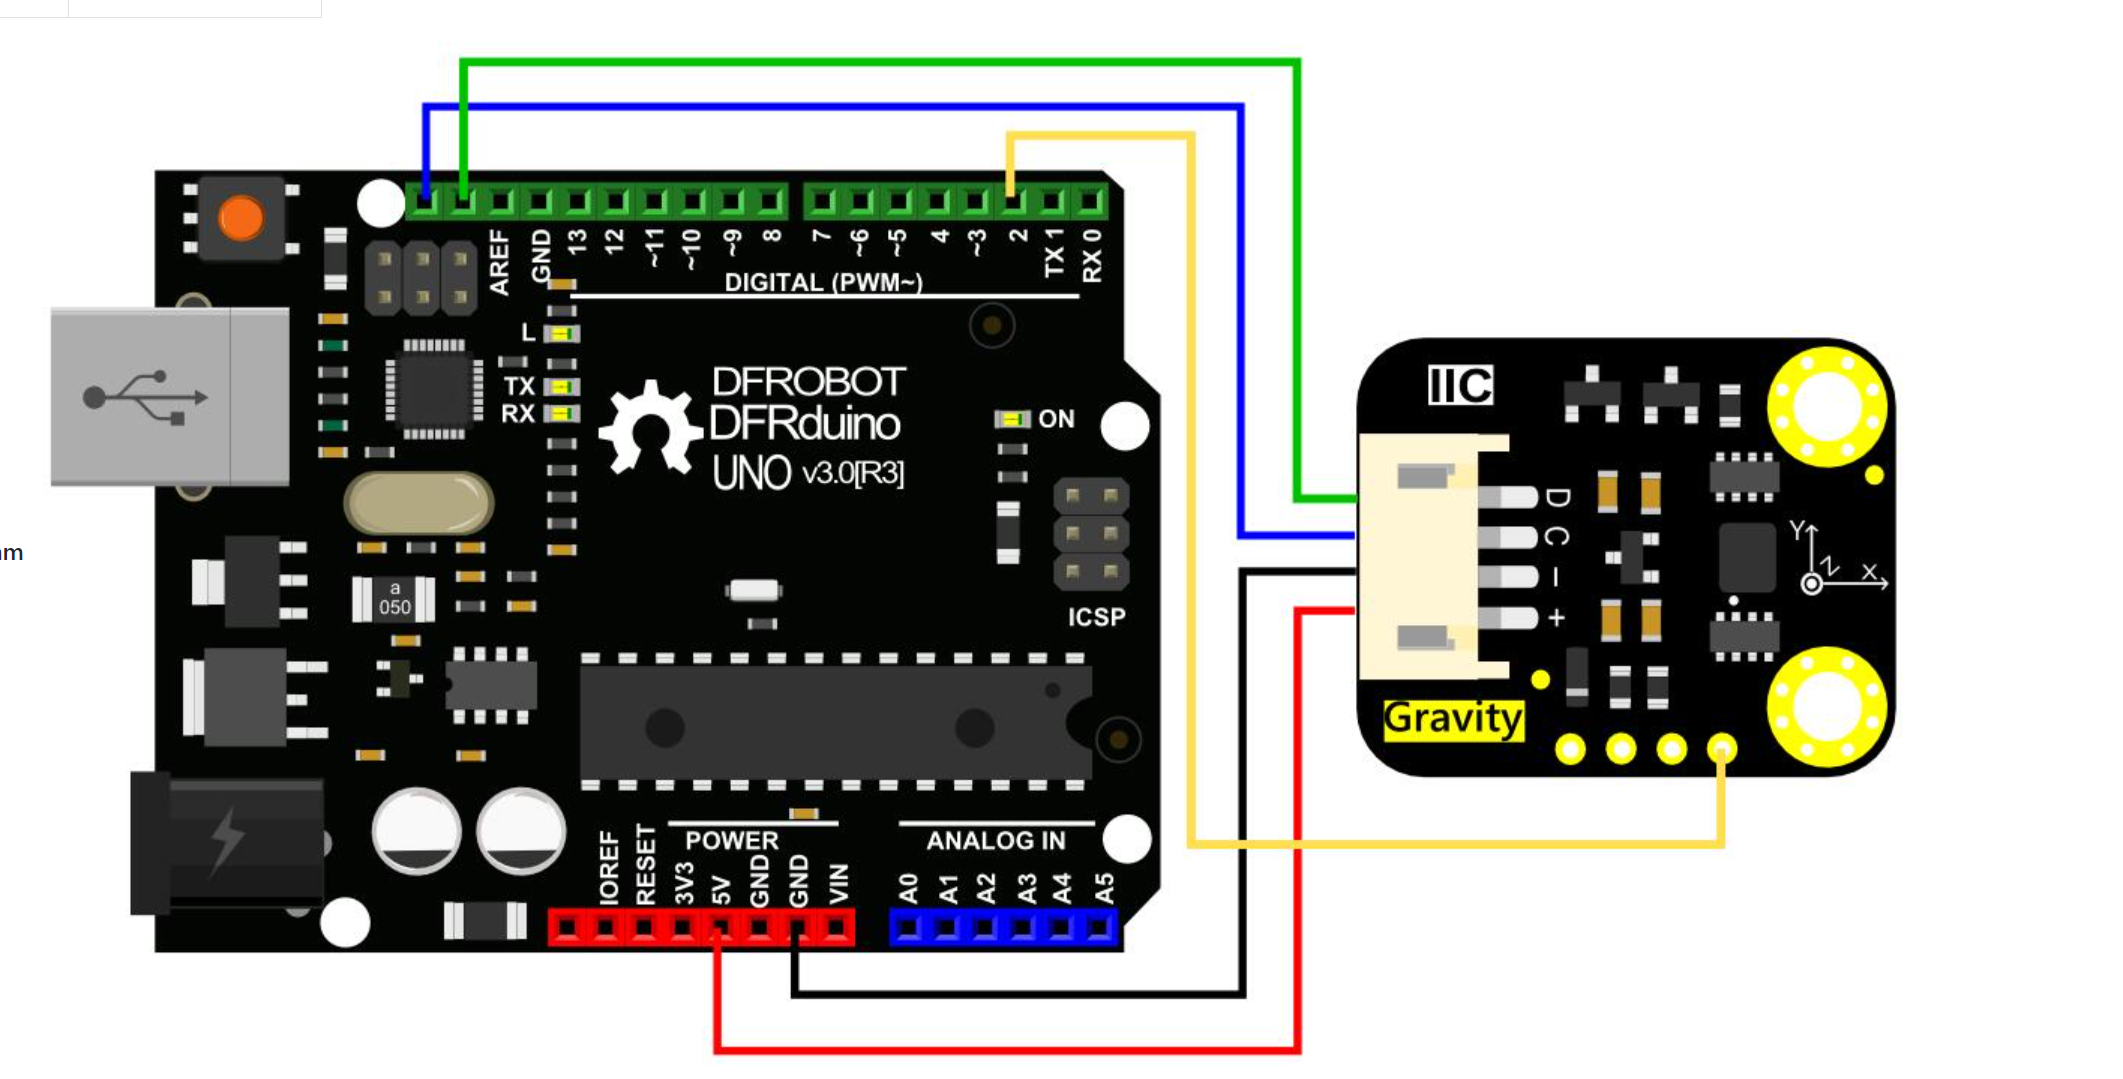 AREF
GND
13
12
~11
~10
~9
8
7
~6
~5
4
~3
2
TX 1
RX 0
DIGITAL (PWM~)
L
TX
RX
DFROBOT
DFRduino
UNO v3.0[R3]
ON
ICSP
a
050
IOREF
RESET
3V3
5V
GND
GND
VIN
POWER
ANALOG IN
A0
A1
A2
A3
A4
A5
IIC
D
C
-
+
Y
Z
X
Gravity